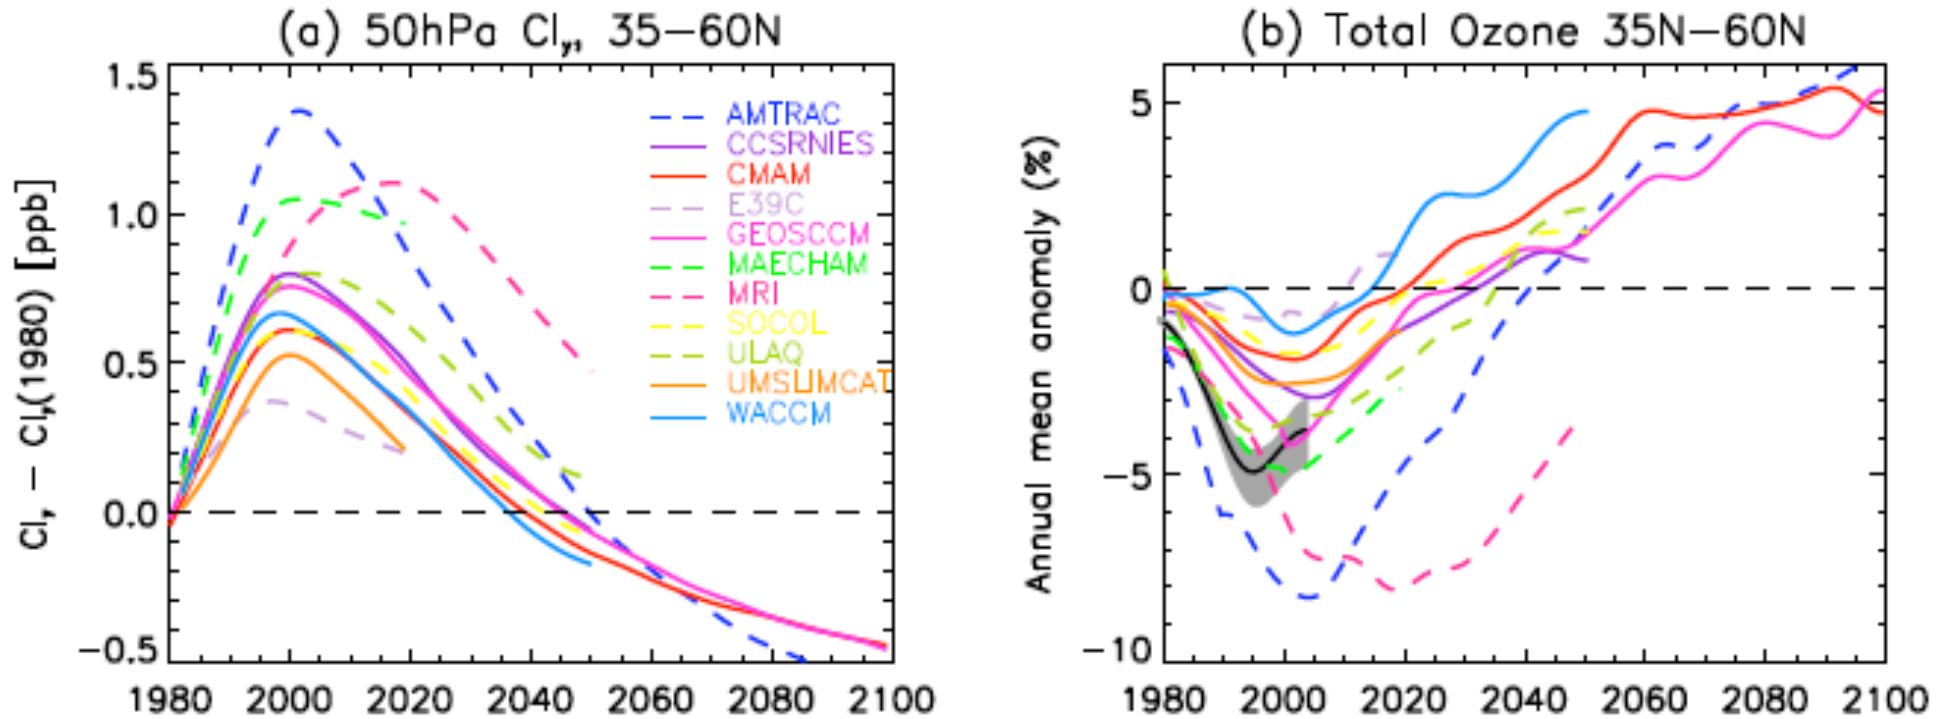 (a) 50hPa Cly, 35−60N
Cly − Cly(1980) [ppb]
1.5
1.0
0.5
0.0
−0.5
1980 2000 2020 2040 2060 2080 2100
AMTRAC
CCSRNIES
CMAM
E39C
GEOSCCM
MAECHAM
MRI
SOCOL
ULAQ
UMSLIMCAT
WACCM
(b) Total Ozone 35N−60N
Annual mean anomaly (%)
5
0
−5
−10
1980 2000 2020 2040 2060 2080 2100